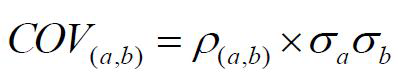 COV(a,b) = ρ(a,b) × σaσb